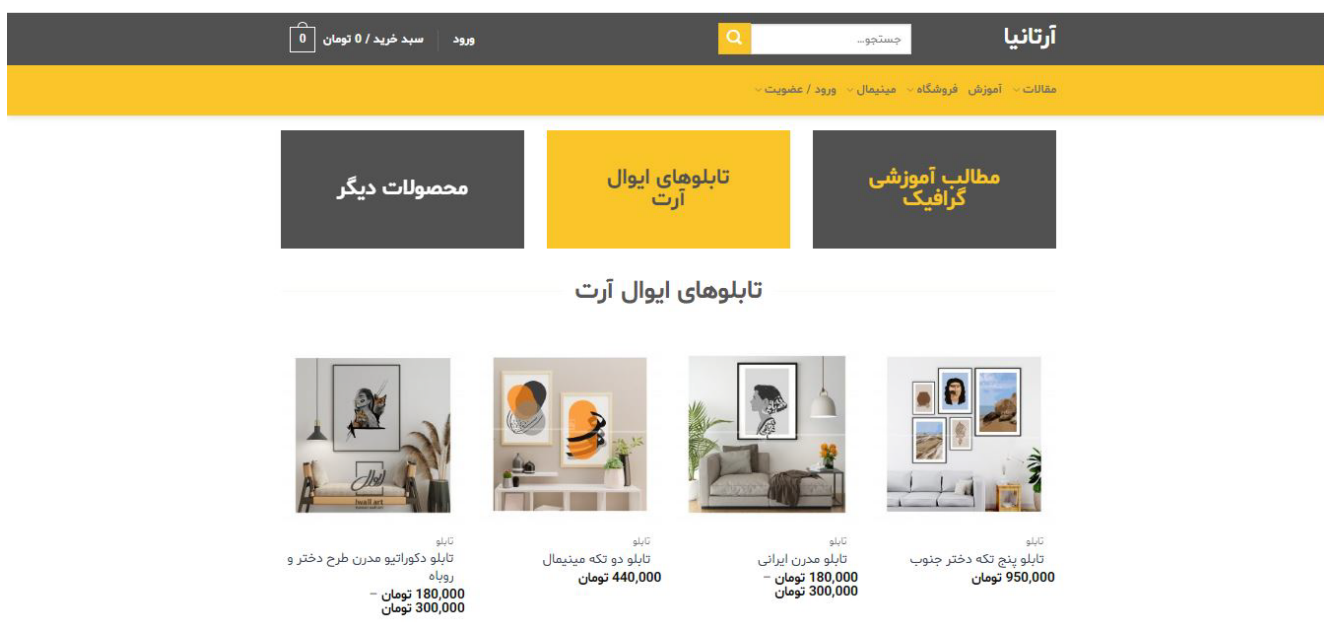 آرتانیا
جستجو...
ورود
سبد خرید / 0 تومان
0
مقالات
آموزش
فروشگاه
مینیمال
ورود / عضویت
مطالب آموزشی
گرافیک
تابلوهای ایوال
آرت
محصولات دیگر
تابلوهای ایوال آرت
تابلو
تابلو پنج تکه دختر جنوب
950,000 تومان
تابلو
تابلو مدرن ایرانی
180,000 تومان –
300,000 تومان
تابلو
تابلو دو تکه مینیمال
440,000 تومان
ایوال
Iwall art
تابلو
تابلو دکوراتیو مدرن طرح دختر و
روباه
180,000 تومان –
300,000 تومان